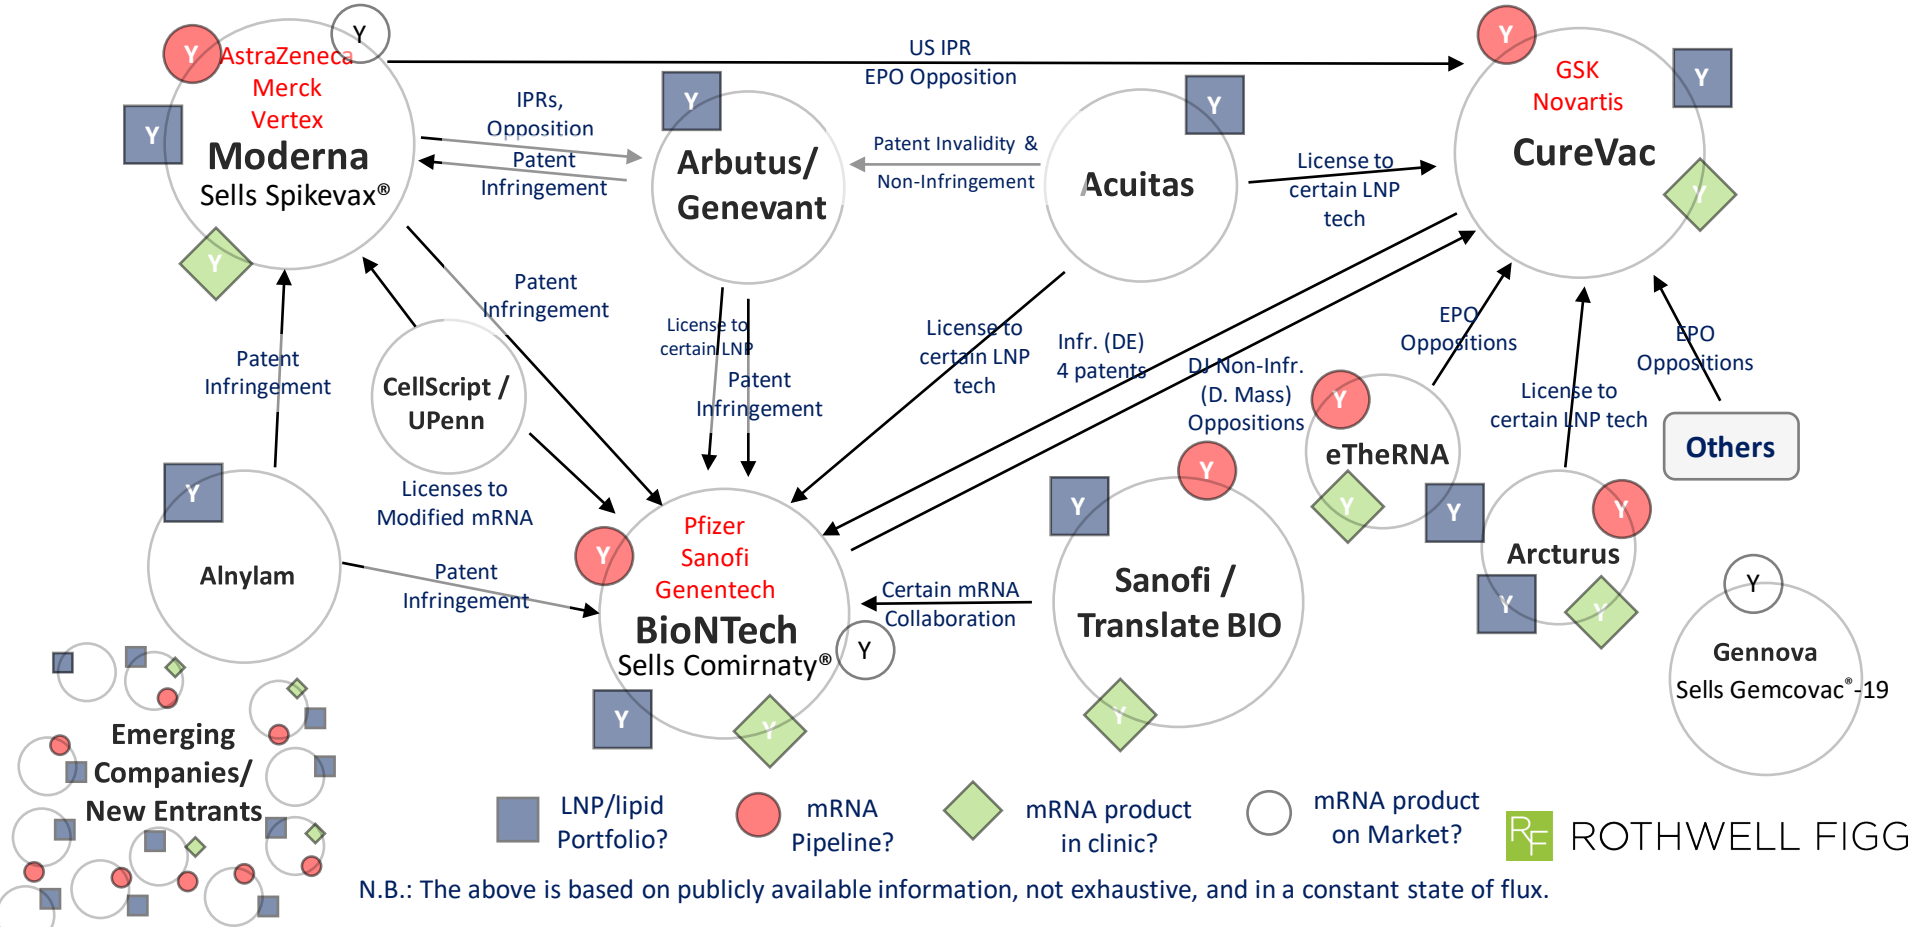 Y
Y
AstraZeneca
Merck
Vertex
Y
Moderna
Sells Spikevax®
Y
US IPR
EPO Opposition
IPRs,
Opposition
Patent
Infringement
Y
Arbutus/
Genevant
Patent Invalidity &
Non-Infringement
Y
Acuitas
License to
certain LNP
tech
Y
GSK
Novartis
Y
CureVac
Y
Patent
Infringement
Patent
Infringement
CellScript /
UPenn
Licenses to
Modified mRNA
License to
certain LNP
Patent
Infringement
License to
certain LNP
tech
Infr. (DE)
4 patents
DJ Non-Infr.
(D. Mass)
Oppositions
EPO
Oppositions
EPO
Oppositions
License to
certain LNP tech
Others
Y
eTheRNA
Y
Y
Alnylam
Patent
Infringement
Y
Pfizer
Sanofi
Genentech
BioNTech
Sells Comirnaty®
Y
Y
Y
Certain mRNA
Collaboration
Y
Y
Sanofi /
Translate BIO
Y
Y
Y
Arcturus
Y
Y
Y
Gennova
Sells Gemcovac®-19
Emerging
Companies/
New Entrants
LNP/lipid
Portfolio?
mRNA
Pipeline?
mRNA product
in clinic?
mRNA product
on Market?
RF ROTHWELL FIGG
N.B.: The above is based on publicly available information, not exhaustive, and in a constant state of flux.